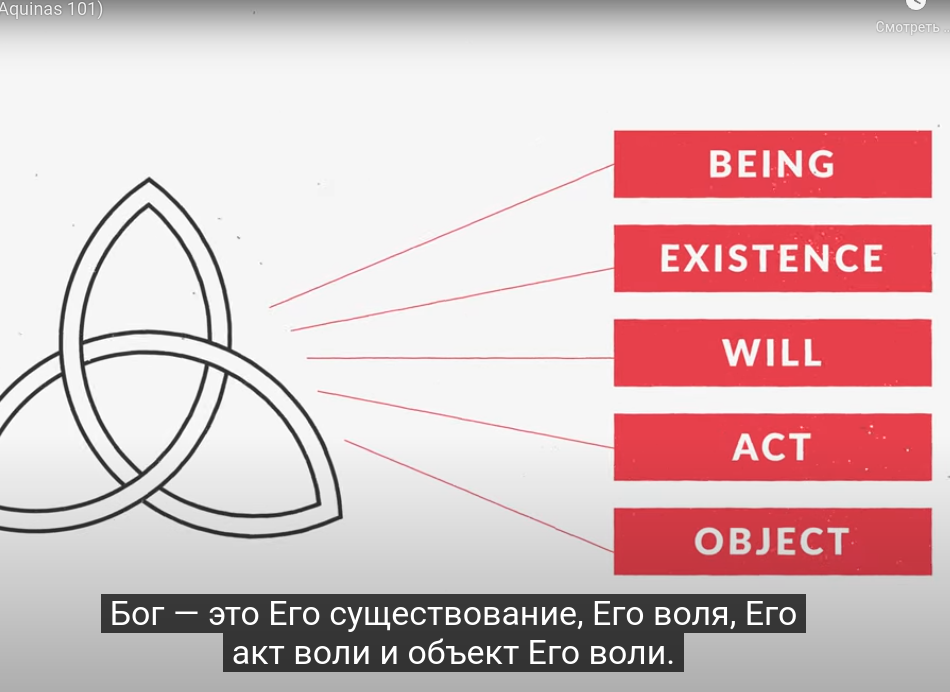 Aquinas 101)
Смотреть ...
BEING
EXISTENCE
WILL
ACT
OBJECT
Бог — это Его существование, Его воля, Его
акт воли и объект Его воли.